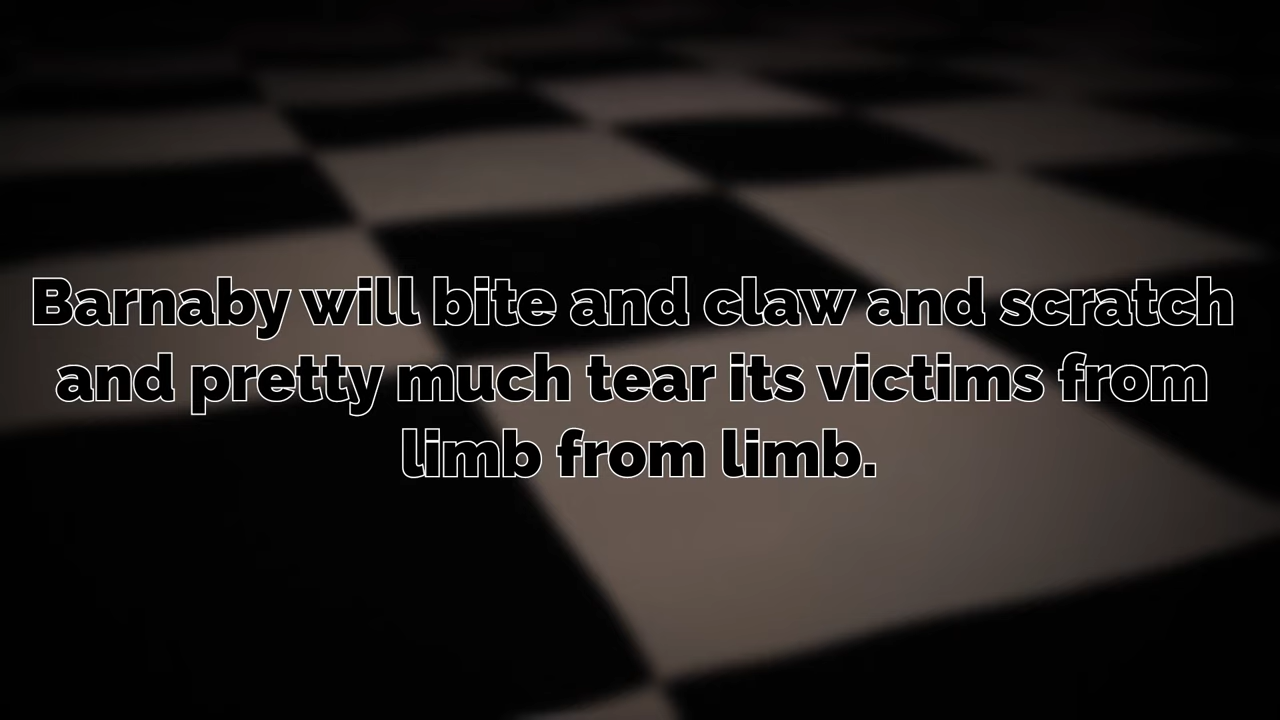 Barnaby will bite and claw and scratch
and pretty much tear its victims from
limb from limb.